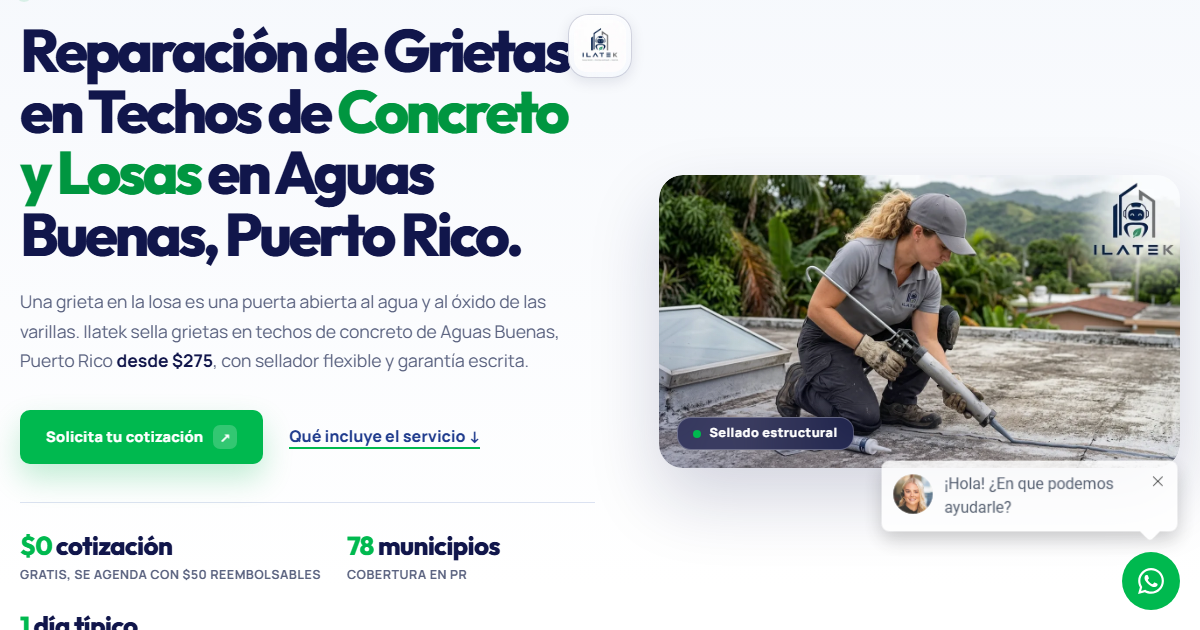 Reparación de Grietas
en Techos de Concreto
y Losas en Aguas
Buenas, Puerto Rico.
Una grieta en la losa es una puerta abierta al agua y al óxido de las
varillas. Ilatek sella grietas en techos de concreto de Aguas Buenas,
Puerto Rico desde $275, con sellador flexible y garantía escrita.
Solicita tu cotización ↗
Qué incluye el servicio ↓
$0 cotización
GRATIS, SE AGENDA CON $50 REEMBOLSABLES
78 municipios
COBERTURA EN PR
1 día típico
ILATEK
ILATEK
Sellado estructural
¡Hola! ¿En que podemos
ayudarle?